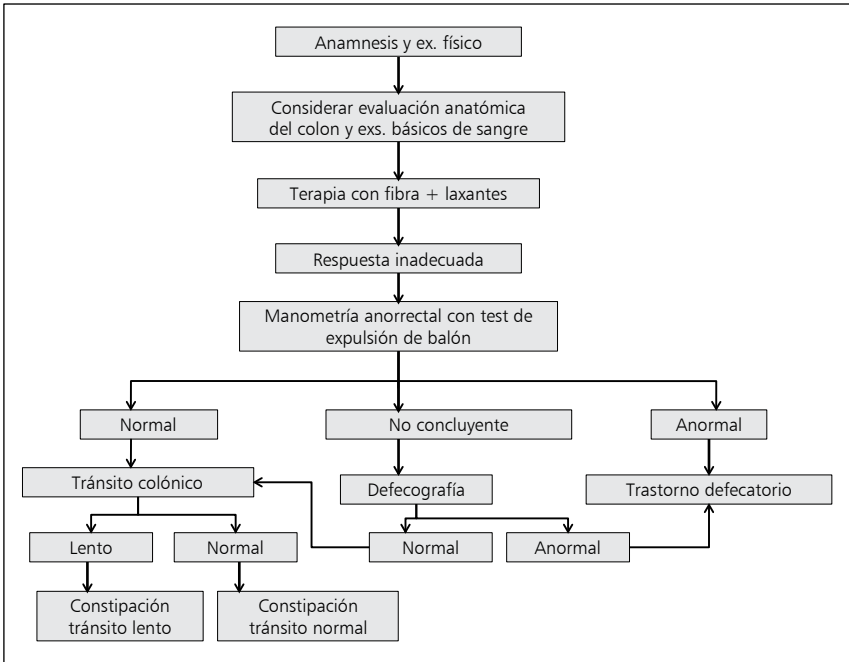 Anamnesis y ex. físico
Considerar evaluación anatómica
del colon y exs. básicos de sangre
Terapia con fibra + laxantes
Respuesta inadecuada
Manometría anorrectal con test de
expulsión de balón
Normal
No concluyente
Anormal
Tránsito colónico
Defecografía
Trastorno defecatorio
Lento
Normal
Normal
Anormal
Constipación
tránsito lento
Constipación
tránsito normal